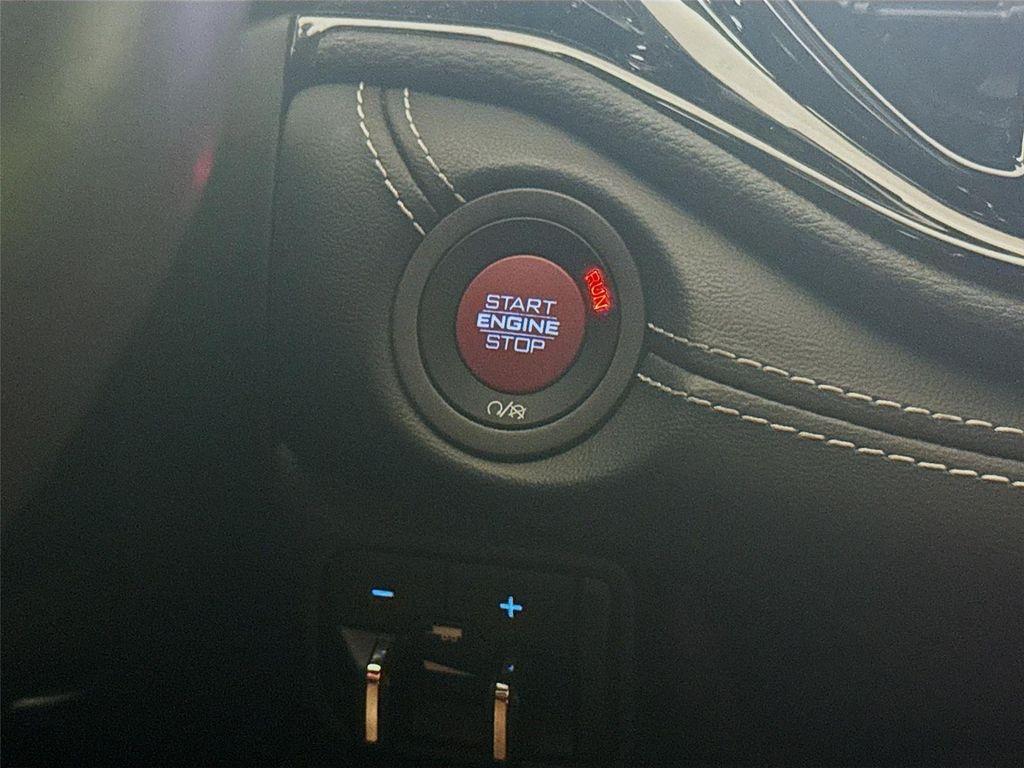 START
ENGINE
STOP
RUN
-
+